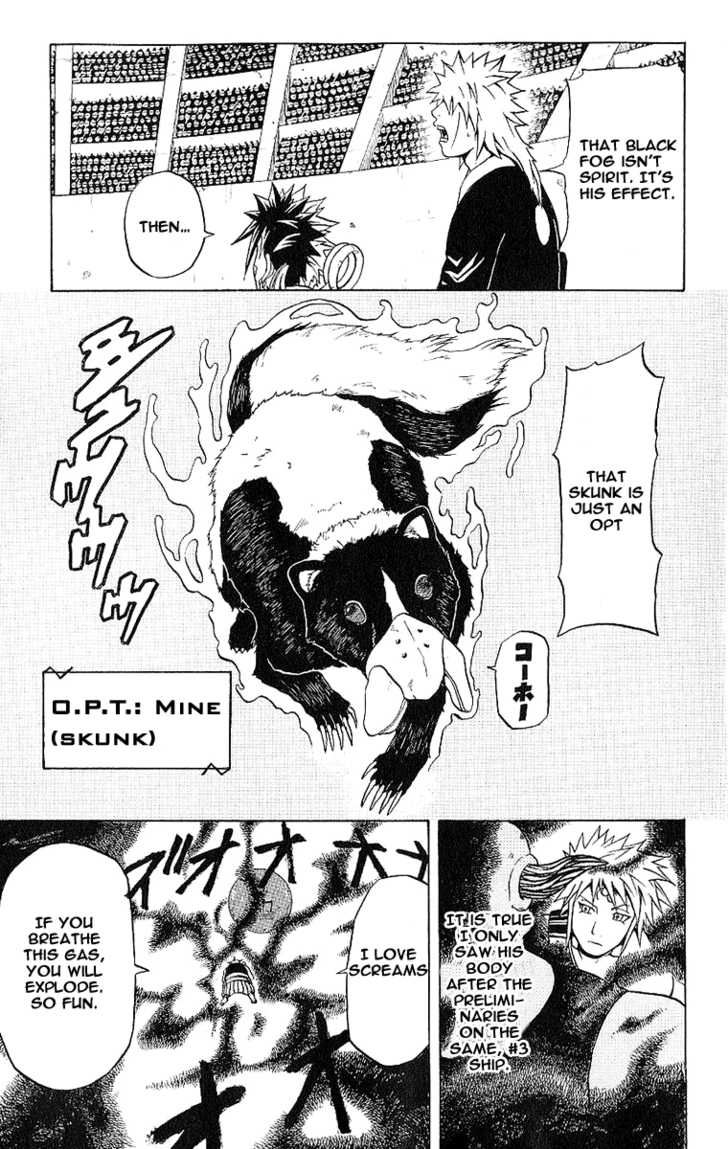 THAT BLACK
FOG ISN'T
SPIRIT. IT'S
HIS EFFECT.
THEN...
THAT
SKUNK IS
JUST AN
OPT
コーホー
O.P.T.: MINE
(SKUNK)
IT IS TRUE
I ONLY
SAW HIS
BODY
AFTER THE
PRELIMI-
NARIES
ON THE
SAME, #3
SHIP.
I LOVE
SCREAMS
IF YOU
BREATHE
THIS GAS,
YOU WILL
EXPLODE.
SO FUN.